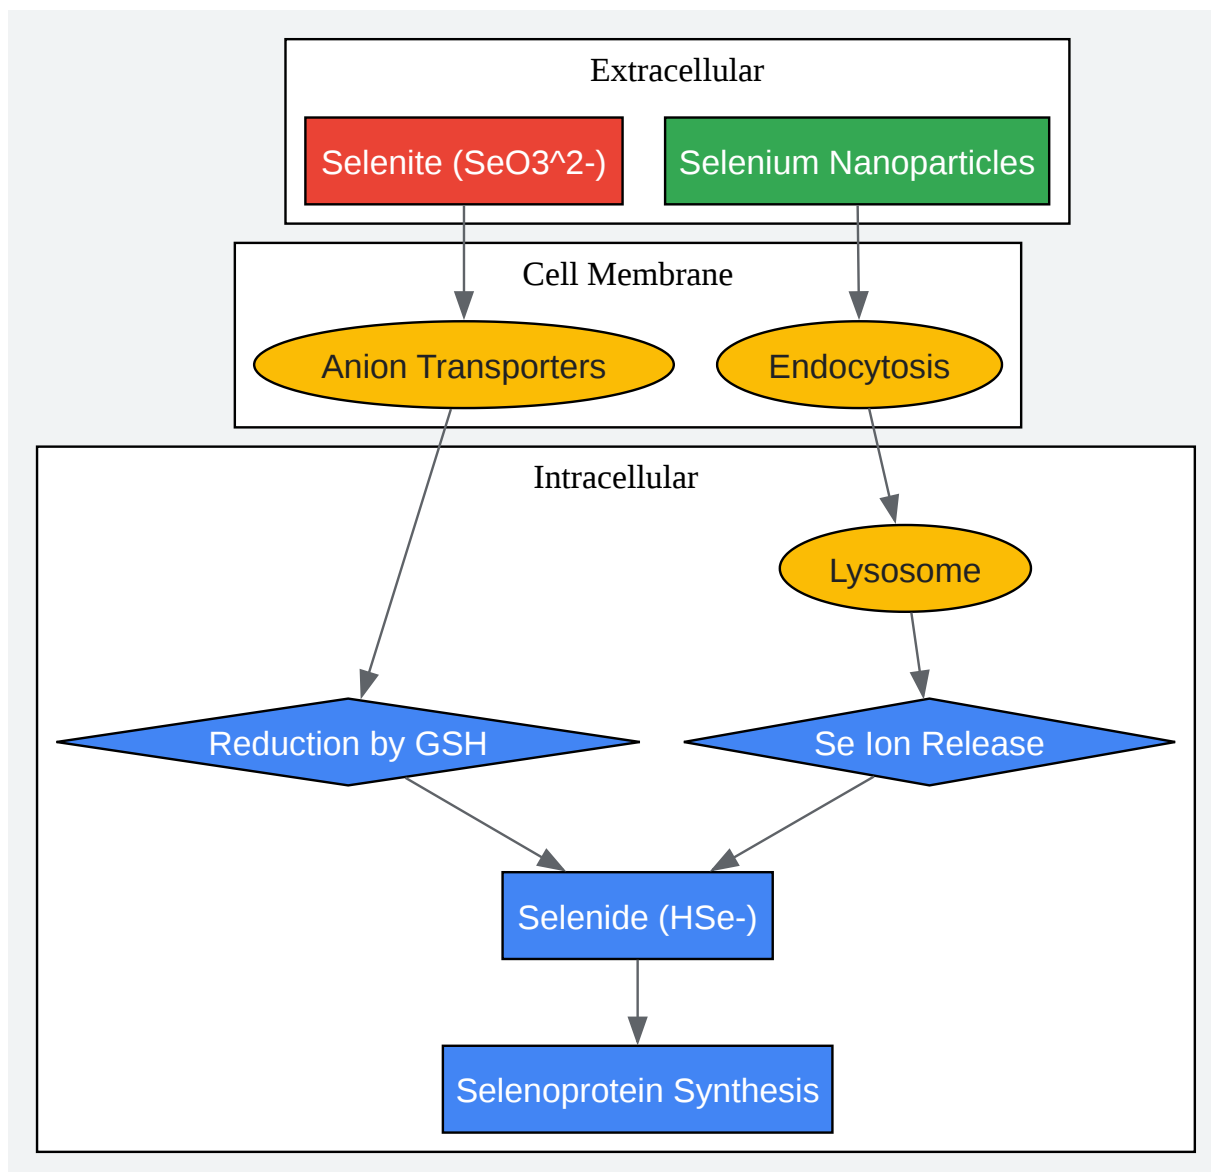 Extracellular
Selenite (SeO3^2-)
Selenium Nanoparticles
Cell Membrane
Anion Transporters
Endocytosis
Intracellular
Lysosome
Reduction by GSH
Se Ion Release
Selenide (HSe-)
Selenoprotein Synthesis